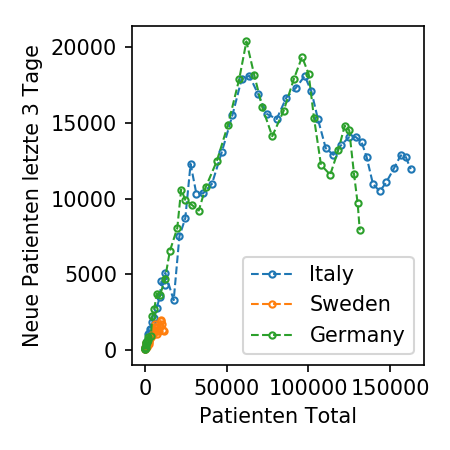 Neue Patienten letzte 3 Tage
20000
15000
10000
5000
0
Italy
Sweden
Germany
0 50000 100000 150000
Patienten Total